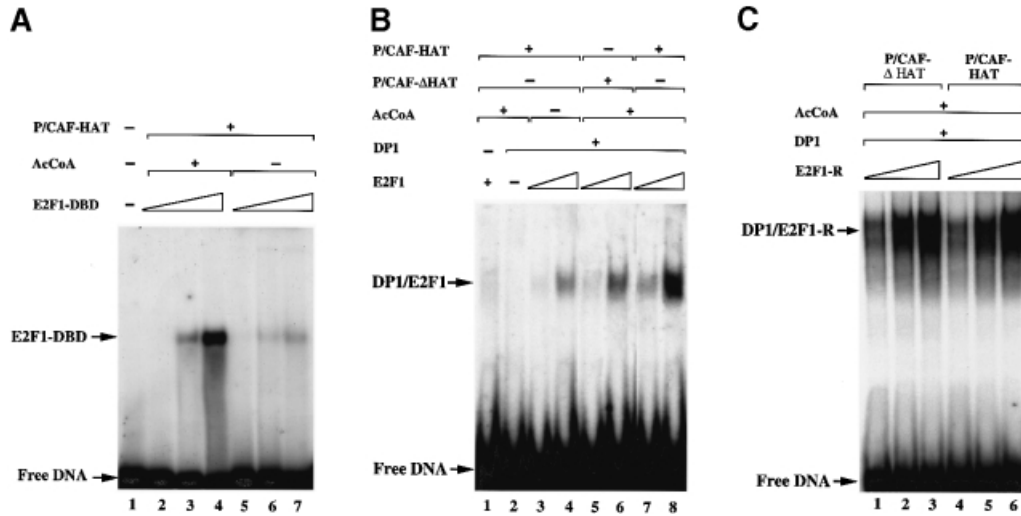 A
P/CAF-HAT − +
AcCoA − + −
E2F1-DBD −
E2F1-DBD
Free DNA
1 2 3 4 5 6 7
B
P/CAF-HAT + − +
P/CAF-ΔHAT − + −
AcCoA + − +
DP1 − +
E2F1 + −
DP1/E2F1
Free DNA
1 2 3 4 5 6 7 8
C
P/CAF- P/CAF-
Δ HAT HAT
AcCoA +
DP1 +
E2F1-R
DP1/E2F1-R
Free DNA
1 2 3 4 5 6